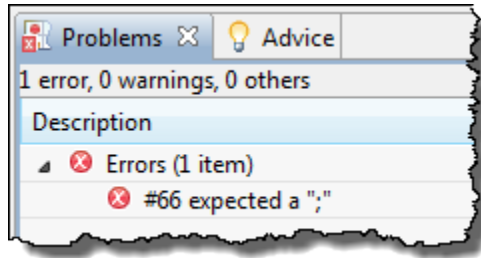 Problems Advice
1 error, 0 warnings, 0 others
Description
Errors (1 item)
#66 expected a ";"